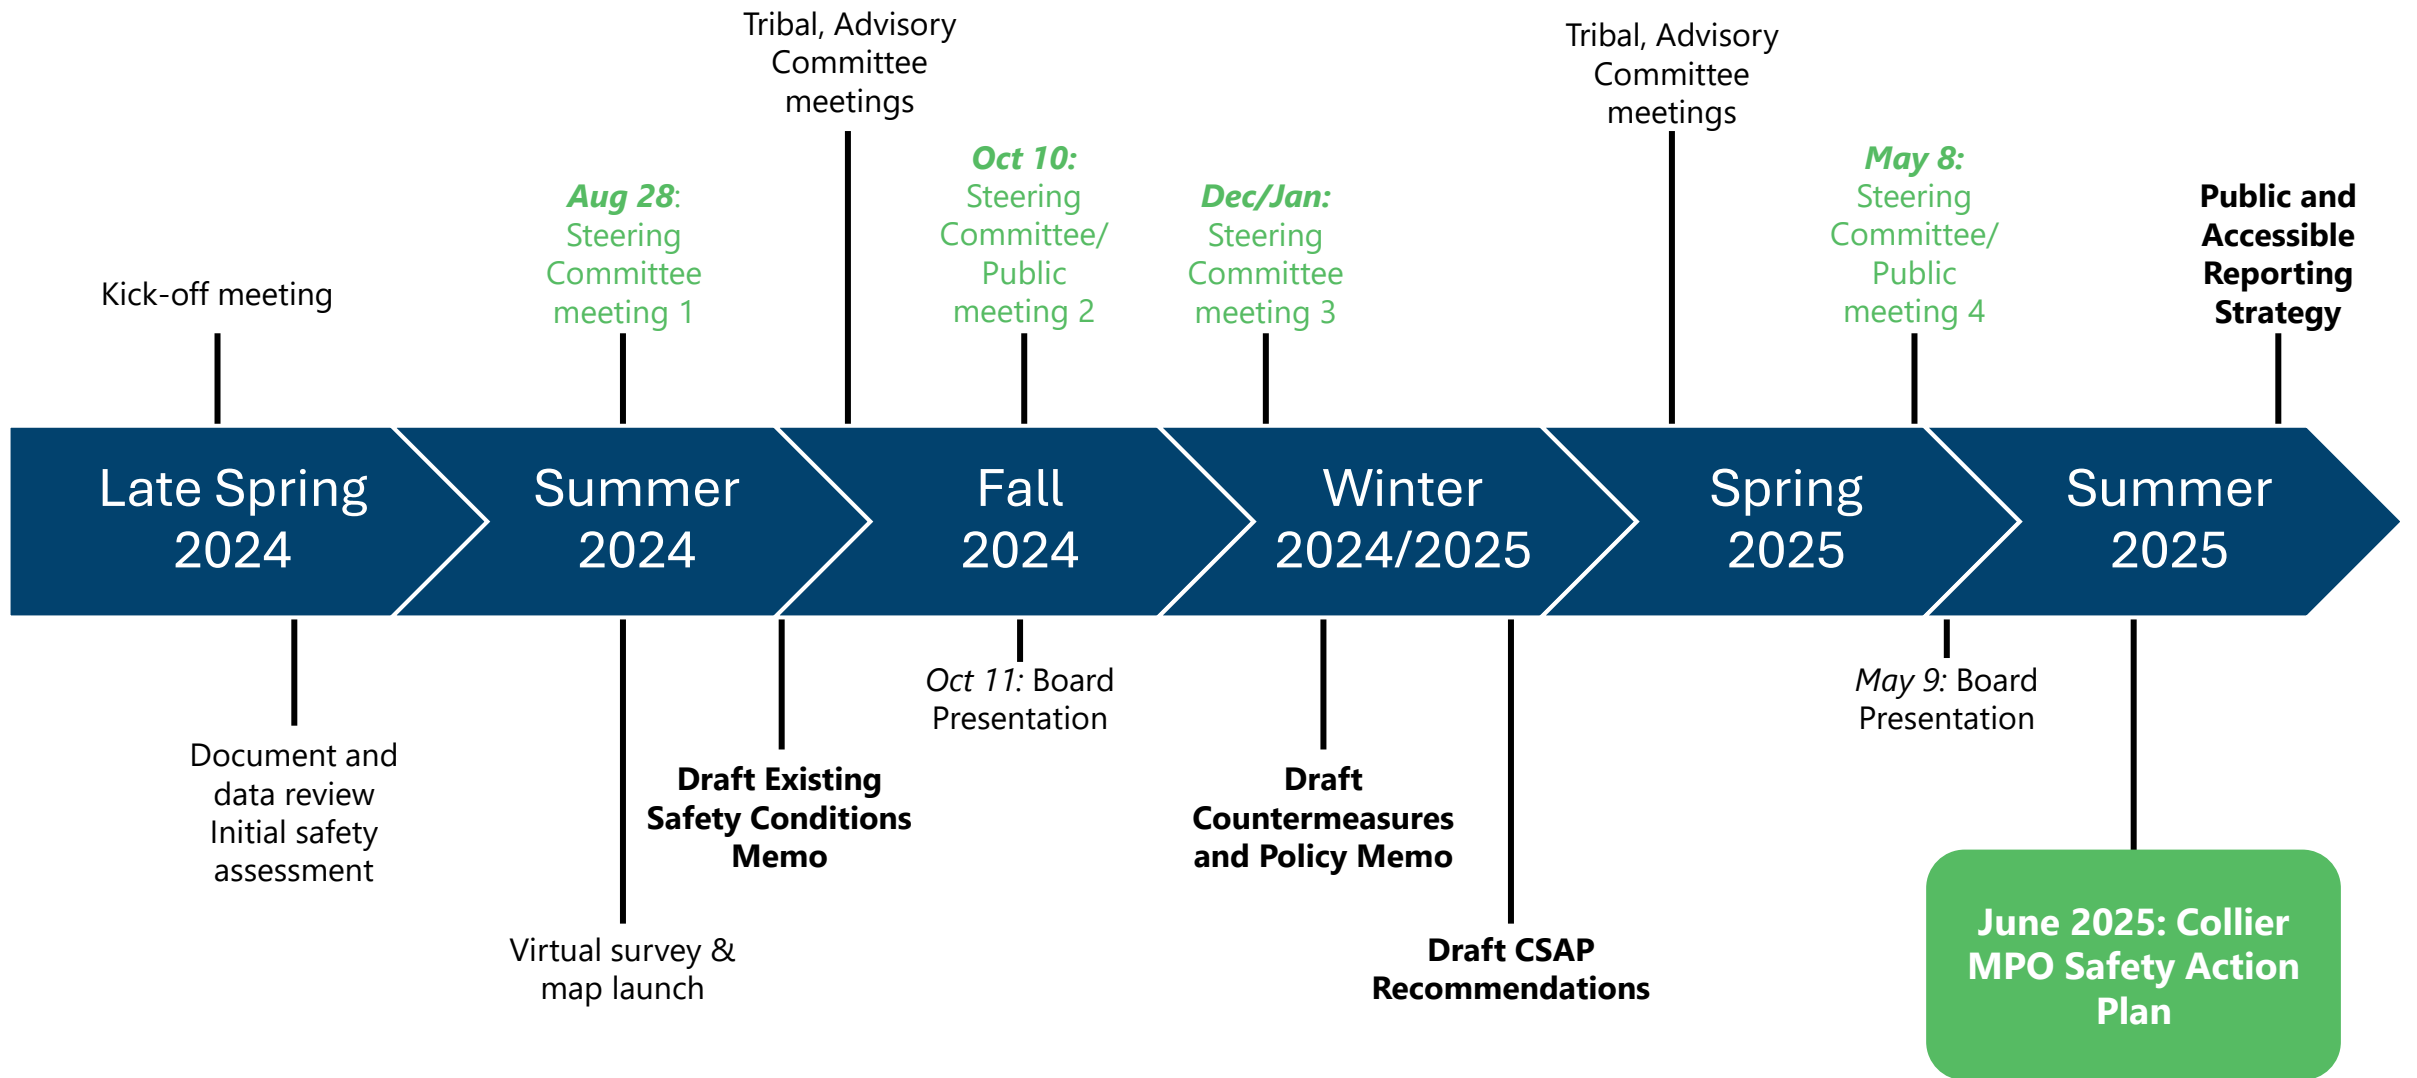 Tribal, Advisory
Committee
meetings
Tribal, Advisory
Committee
meetings
Kick-off meeting
Aug 28:
Steering
Committee
meeting 1
Oct 10:
Steering
Committee/
Public
meeting 2
Dec/Jan:
Steering
Committee
meeting 3
May 8:
Steering
Committee/
Public
meeting 4
Public and
Accessible
Reporting
Strategy
Late Spring
2024
Summer
2024
Fall
2024
Winter
2024/2025
Spring
2025
Summer
2025
Document and
data review
Initial safety
assessment
Virtual survey &
map launch
Draft Existing
Safety Conditions
Memo
Oct 11: Board
Presentation
Draft
Countermeasures
and Policy Memo
Draft CSAP
Recommendations
May 9: Board
Presentation
June 2025: Collier
MPO Safety Action
Plan